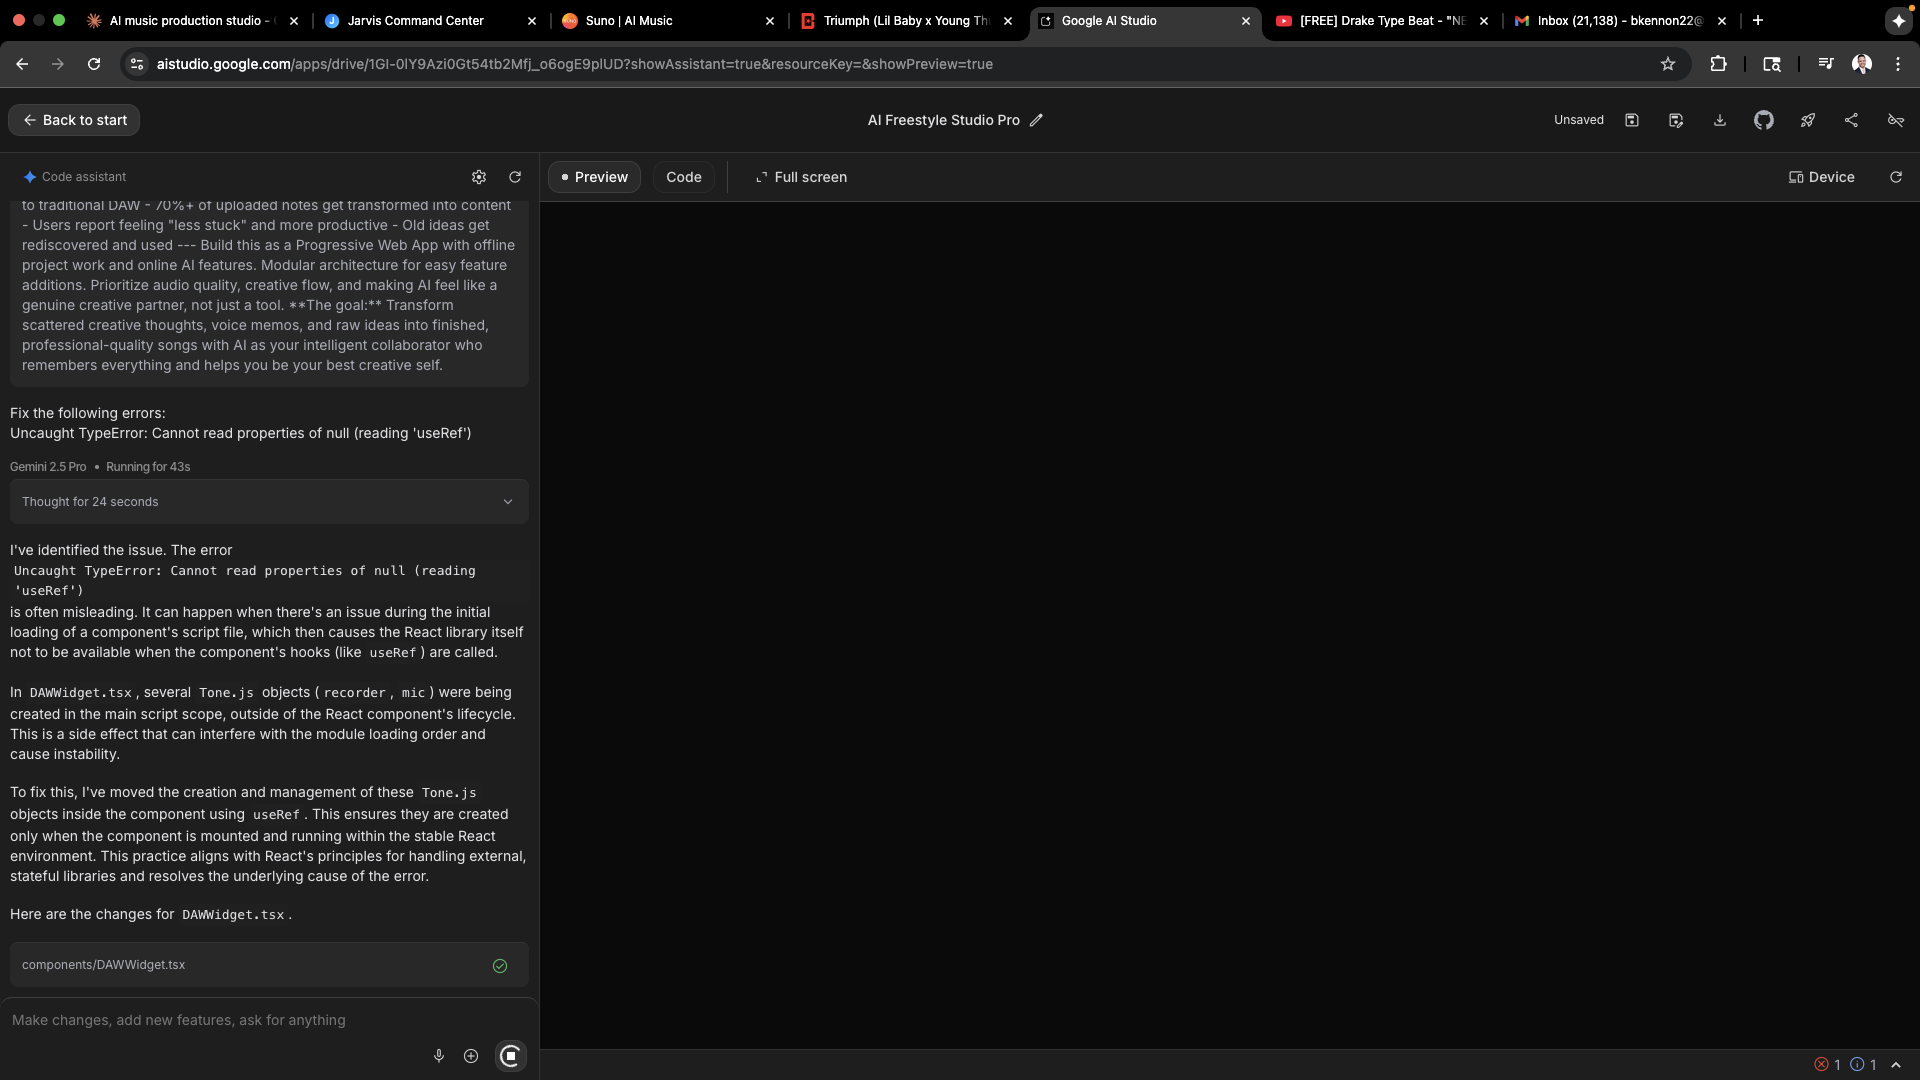 AI music production studio -
Jarvis Command Center
Suno | AI Music
Triumph (Lil Baby x Young Th
Google AI Studio
[FREE] Drake Type Beat - "NE
Inbox (21,138) - bkennon22@
aistudio.google.com/apps/drive/1GI-0lY9Azi0Gt54tb2Mfj_o6ogE9plUD?showAssistant=true&resourceKey=&showPreview=true
Back to start
AI Freestyle Studio Pro
Unsaved
Code assistant
Preview
Code
Full screen
Device
to traditional DAW - 70%+ of uploaded notes get transformed into content
- Users report feeling "less stuck" and more productive - Old ideas get
rediscovered and used --- Build this as a Progressive Web App with offline
project work and online AI features. Modular architecture for easy feature
additions. Prioritize audio quality, creative flow, and making AI feel like a
genuine creative partner, not just a tool. **The goal:** Transform
scattered creative thoughts, voice memos, and raw ideas into finished,
professional-quality songs with AI as your intelligent collaborator who
remembers everything and helps you be your best creative self.
Fix the following errors:
Uncaught TypeError: Cannot read properties of null (reading 'useRef')
Gemini 2.5 Pro • Running for 43s
Thought for 24 seconds
I've identified the issue. The error
Uncaught TypeError: Cannot read properties of null (reading
'useRef')
is often misleading. It can happen when there's an issue during the initial
loading of a component's script file, which then causes the React library itself
not to be available when the component's hooks (like useRef) are called.
In DAWWidget.tsx, several Tone.js objects (recorder, mic) were being
created in the main script scope, outside of the React component's lifecycle.
This is a side effect that can interfere with the module loading order and
cause instability.
To fix this, I've moved the creation and management of these Tone.js
objects inside the component using useRef. This ensures they are created
only when the component is mounted and running within the stable React
environment. This practice aligns with React's principles for handling external,
stateful libraries and resolves the underlying cause of the error.
Here are the changes for DAWWidget.tsx.
components/DAWWidget.tsx
Make changes, add new features, ask for anything
1 1